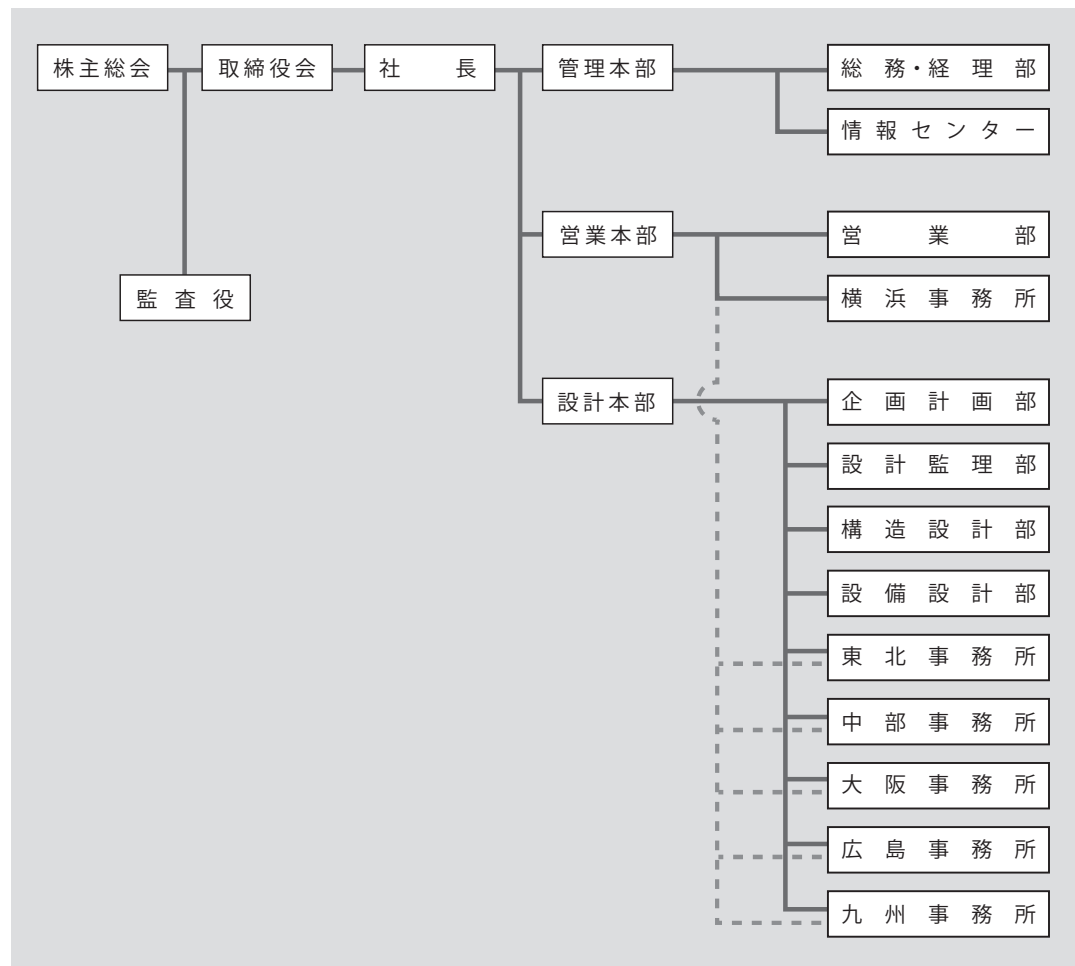 株主総会
取締役会
社長
管理本部
総務・経理部
情報センター
営業本部
営業部
横浜事務所
監査役
設計本部
企画計画部
設計監理部
構造設計部
設備設計部
東北事務所
中部事務所
大阪事務所
広島事務所
九州事務所